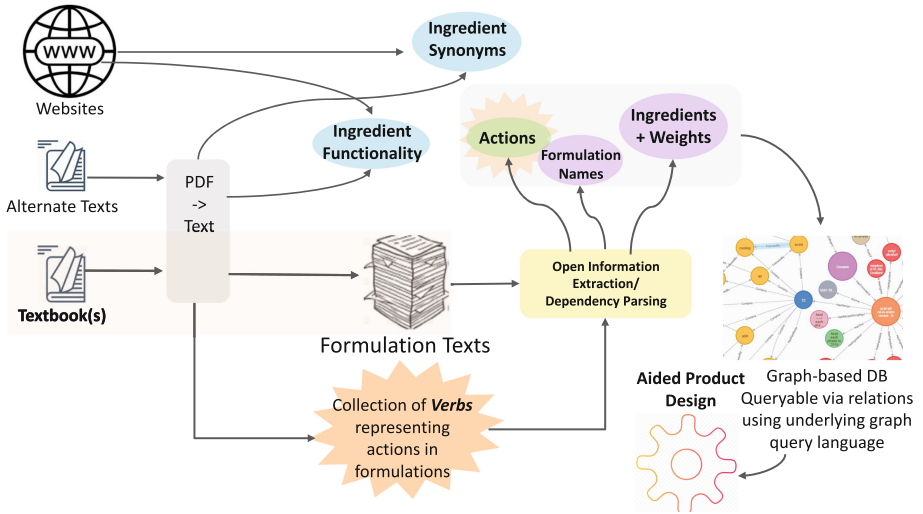 WWW
Websites
Ingredient
Synonyms
Ingredient
Functionality
Actions
Formulation
Names
Ingredients
+ Weights
Alternate Texts
PDF
->
Text
Textbook(s)
Formulation Texts
Open Information
Extraction/
Dependency Parsing
Collection of Verbs
representing
actions in
formulations
Aided Product
Design
Graph-based DB
Queryable via relations
using underlying graph
query language